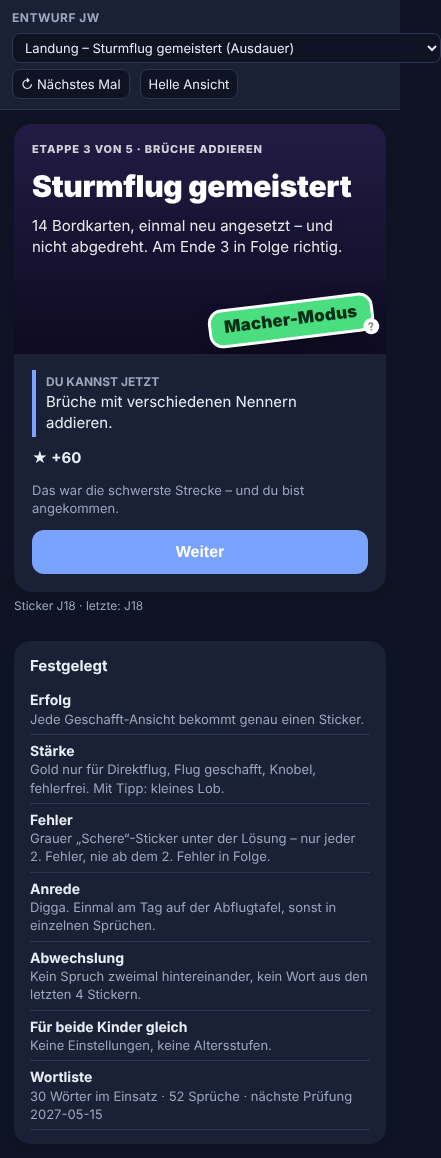 ENTWURF JW
Landung – Sturmflug gemeistert (Ausdauer)
↻ Nächstes Mal
Helle Ansicht
ETAPPE 3 VON 5 · BRÜCHE ADDIEREN
Sturmflug gemeistert
14 Bordkarten, einmal neu angesetzt – und
nicht abgedreht. Am Ende 3 in Folge richtig.
Macher-Modus
?
DU KANNST JETZT
Brüche mit verschiedenen Nennern
addieren.
★ +60
Das war die schwerste Strecke – und du bist
angekommen.
Weiter
Sticker J18 · letzte: J18
Festgelegt
Erfolg
Jede Geschafft-Ansicht bekommt genau einen Sticker.
Stärke
Gold nur für Direktflug, Flug geschafft, Knobel,
fehlerfrei. Mit Tipp: kleines Lob.
Fehler
Grauer „Schere“-Sticker unter der Lösung – nur jeder
2. Fehler, nie ab dem 2. Fehler in Folge.
Anrede
Digga. Einmal am Tag auf der Abflugtafel, sonst in
einzelnen Sprüchen.
Abwechslung
Kein Spruch zweimal hintereinander, kein Wort aus den
letzten 4 Stickern.
Für beide Kinder gleich
Keine Einstellungen, keine Altersstufen.
Wortliste
30 Wörter im Einsatz · 52 Sprüche · nächste Prüfung
2027-05-15